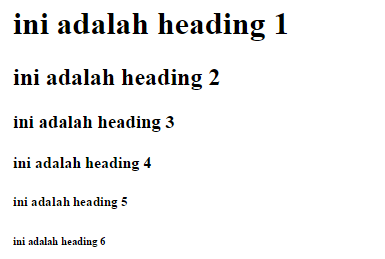 ini adalah heading 1
ini adalah heading 2
ini adalah heading 3
ini adalah heading 4
ini adalah heading 5
ini adalah heading 6